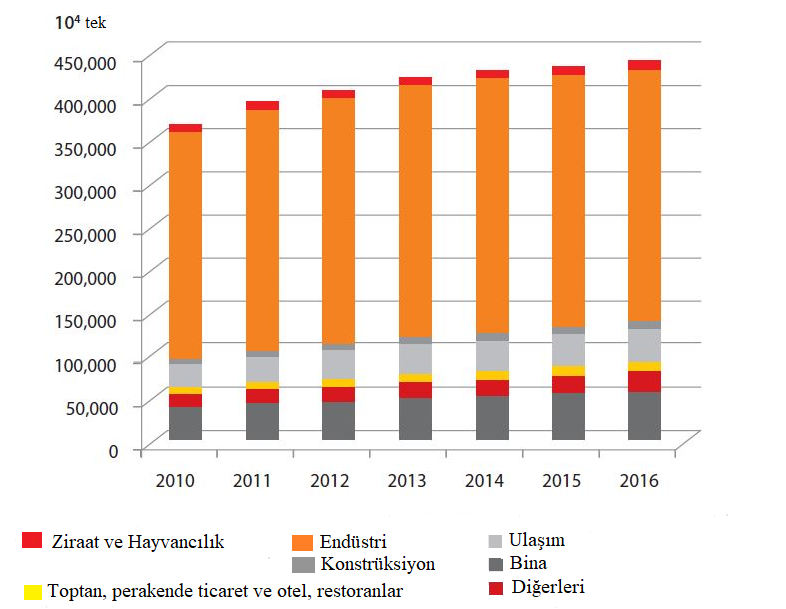 10⁴ tek
450,000
400,000
350,000
300,000
250,000
200,000
150,000
100,000
50,000
0
2010 2011 2012 2013 2014 2015 2016
Ziraat ve Hayvancılık Endüstri Ulaşım
Konstrüksiyon Bina
Toptan, perakende ticaret ve otel, restoranlar Diğerleri